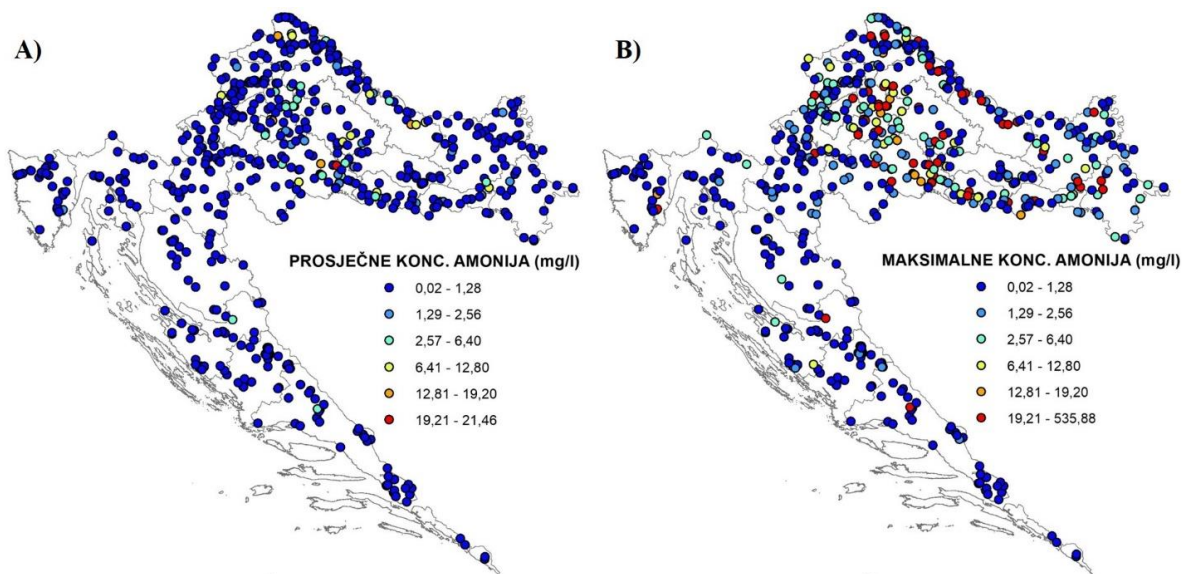 A)
PROSJEČNE KONC. AMONIJA (mg/l)
0,02 - 1,28
1,29 - 2,56
2,57 - 6,40
6,41 - 12,80
12,81 - 19,20
19,21 - 21,46
B)
MAKSIMALNE KONC. AMONIJA (mg/l)
0,02 - 1,28
1,29 - 2,56
2,57 - 6,40
6,41 - 12,80
12,81 - 19,20
19,21 - 535,88